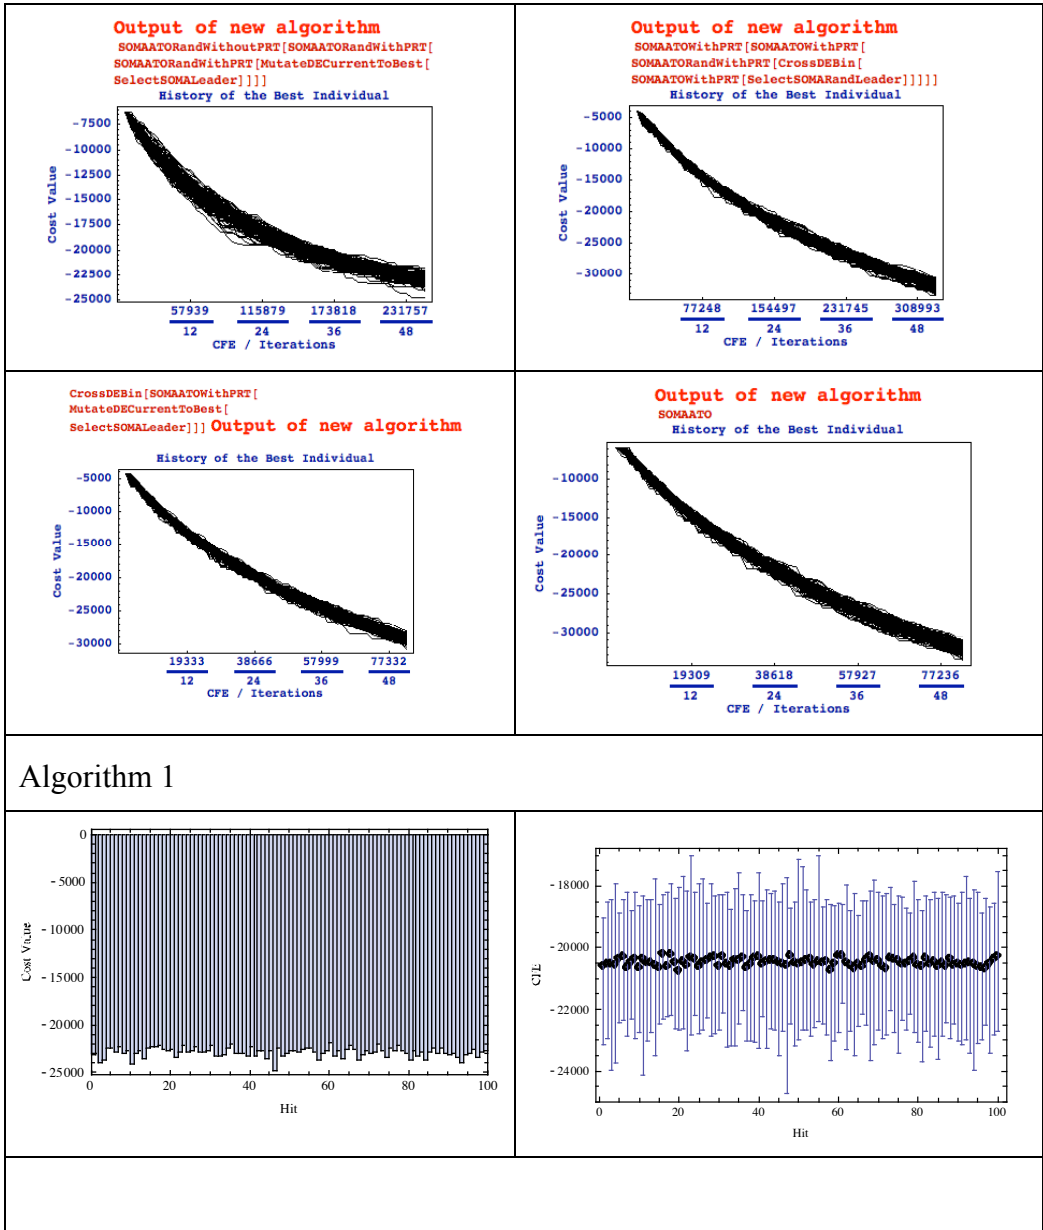 Output of new algorithm
SOMAATORandWithoutPRT[SOMAATORandWithPRT[
SOMAATORandWithPRT[MutateDECurrentToBest[
SelectSOMALeader]]]]
History of the Best Individual
-7500
-10000
-12500
-15000
-17500
-20000
-22500
-25000
Cost Value
57939 115879 173818 231757
12 24 36 48
CFE / Iterations
Output of new algorithm
SOMAATOWithPRT[SOMAATOWithPRT[
SOMAATORandWithPRT[CrossDEBin[
SOMAATOWithPRT[SelectSOMARandLeader]]]]]
History of the Best Individual
-5000
-10000
-15000
-20000
-25000
-30000
Cost Value
77248 154497 231745 308993
12 24 36 48
CFE / Iterations
CrossDEBin[SOMAATOWithPRT[
MutateDECurrentToBest[
SelectSOMALeader]]] Output of new algorithm
History of the Best Individual
-5000
-10000
-15000
-20000
-25000
-30000
Cost Value
19333 38666 57999 77332
12 24 36 48
CFE / Iterations
Output of new algorithm
SOMAATO
History of the Best Individual
-10000
-15000
-20000
-25000
-30000
Cost Value
19309 38618 57927 77236
12 24 36 48
CFE / Iterations
Algorithm 1
0
-5000
-10000
-15000
-20000
-25000
Cost Value
0 20 40 60 80 100
Hit
-18000
-20000
-22000
-24000
CFE
0 20 40 60 80 100
Hit